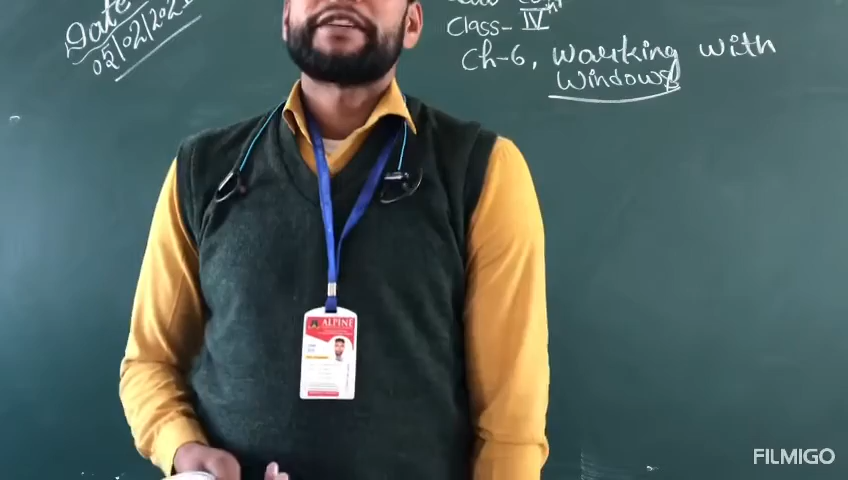 Date
05/02/2021
Class- IVth
Ch-6, Working with
Windows
ALPINE
FILMIGO